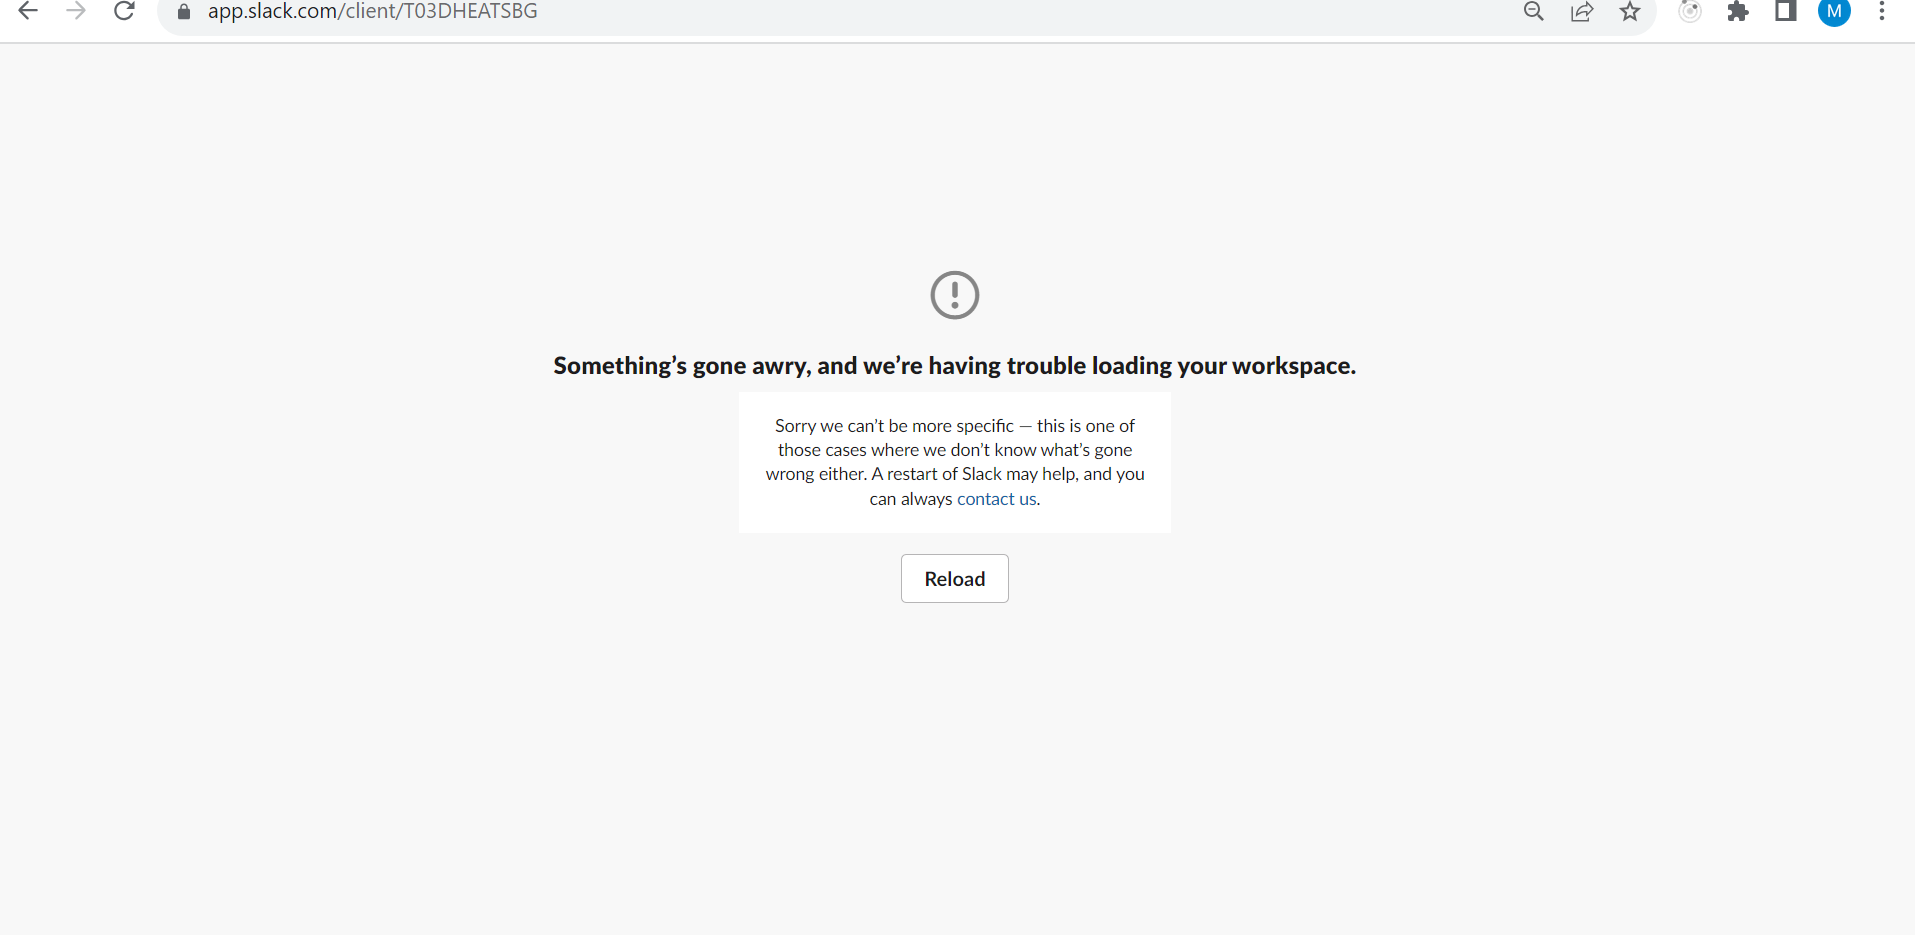 app.slack.com/client/T03DHEATSBG
M
Something’s gone awry, and we’re having trouble loading your workspace.
Sorry we can’t be more specific — this is one of
those cases where we don’t know what’s gone
wrong either. A restart of Slack may help, and you
can always contact us.
Reload